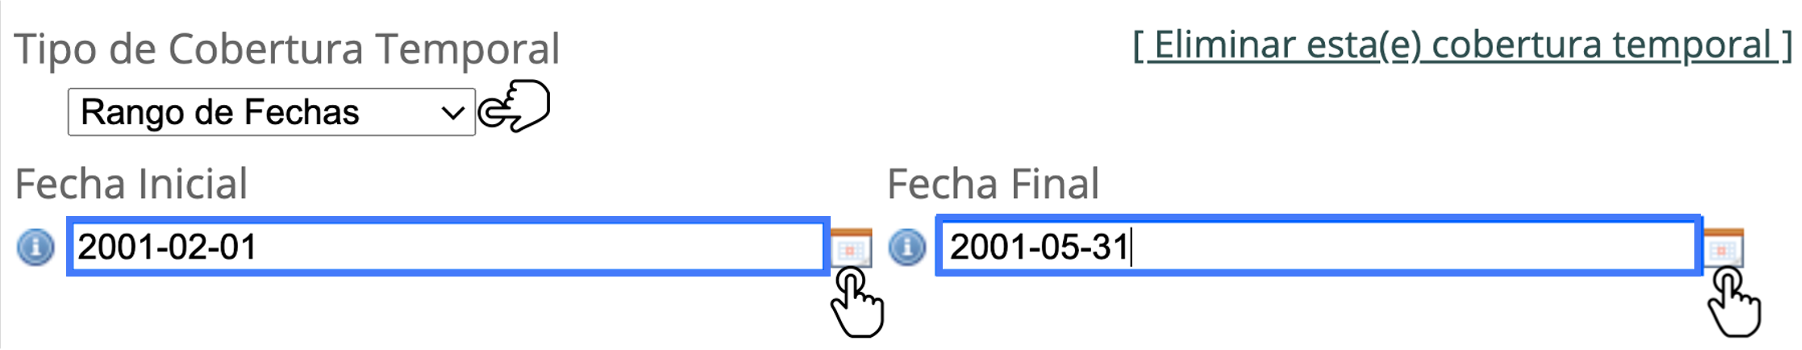 Tipo de Cobertura Temporal
[ Eliminar esta(e) cobertura temporal ]
Rango de Fechas
Fecha Inicial
Fecha Final
2001-02-01
2001-05-31